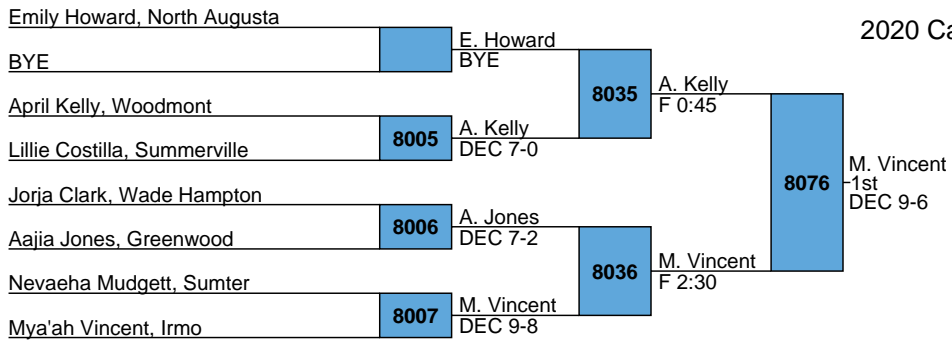 Emily Howard, North Augusta
BYE
April Kelly, Woodmont
Lillie Costilla, Summerville
Jorja Clark, Wade Hampton
Aajia Jones, Greenwood
Nevaeha Mudgett, Sumter
Mya'ah Vincent, Irmo
8005
8006
8007
E. Howard
BYE
A. Kelly
DEC 7-0
A. Jones
DEC 7-2
M. Vincent
DEC 9-8
8035
8036
A. Kelly
F 0:45
M. Vincent
F 2:30
8076
2020 Ca
M. Vincent
1st
DEC 9-6